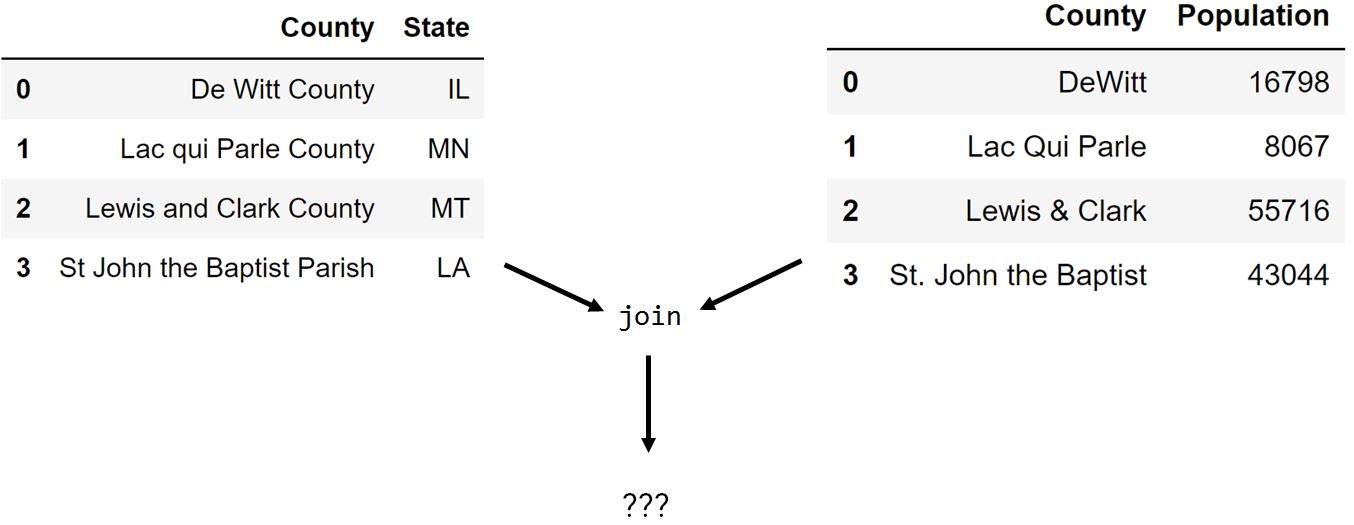 County State
0 De Witt County IL
1 Lac qui Parle County MN
2 Lewis and Clark County MT
3 St John the Baptist Parish LA
County Population
0 DeWitt 16798
1 Lac Qui Parle 8067
2 Lewis & Clark 55716
3 St. John the Baptist 43044
join
???